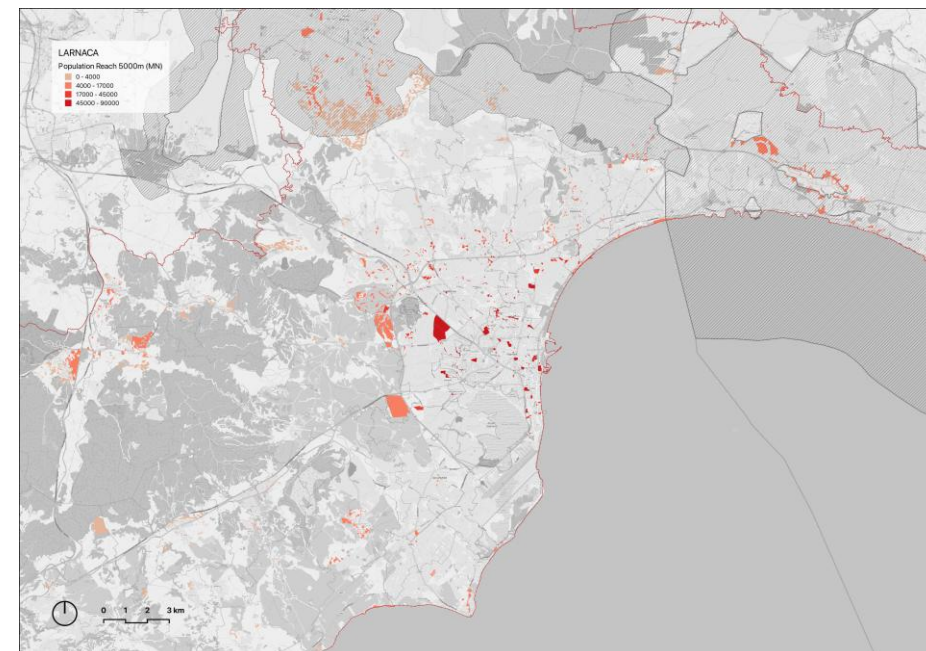 LARNACA
Population Reach 5000m (MN)
0 - 4000
4000 - 17000
17000 - 45000
45000 - 90000
0 1 2 3 km